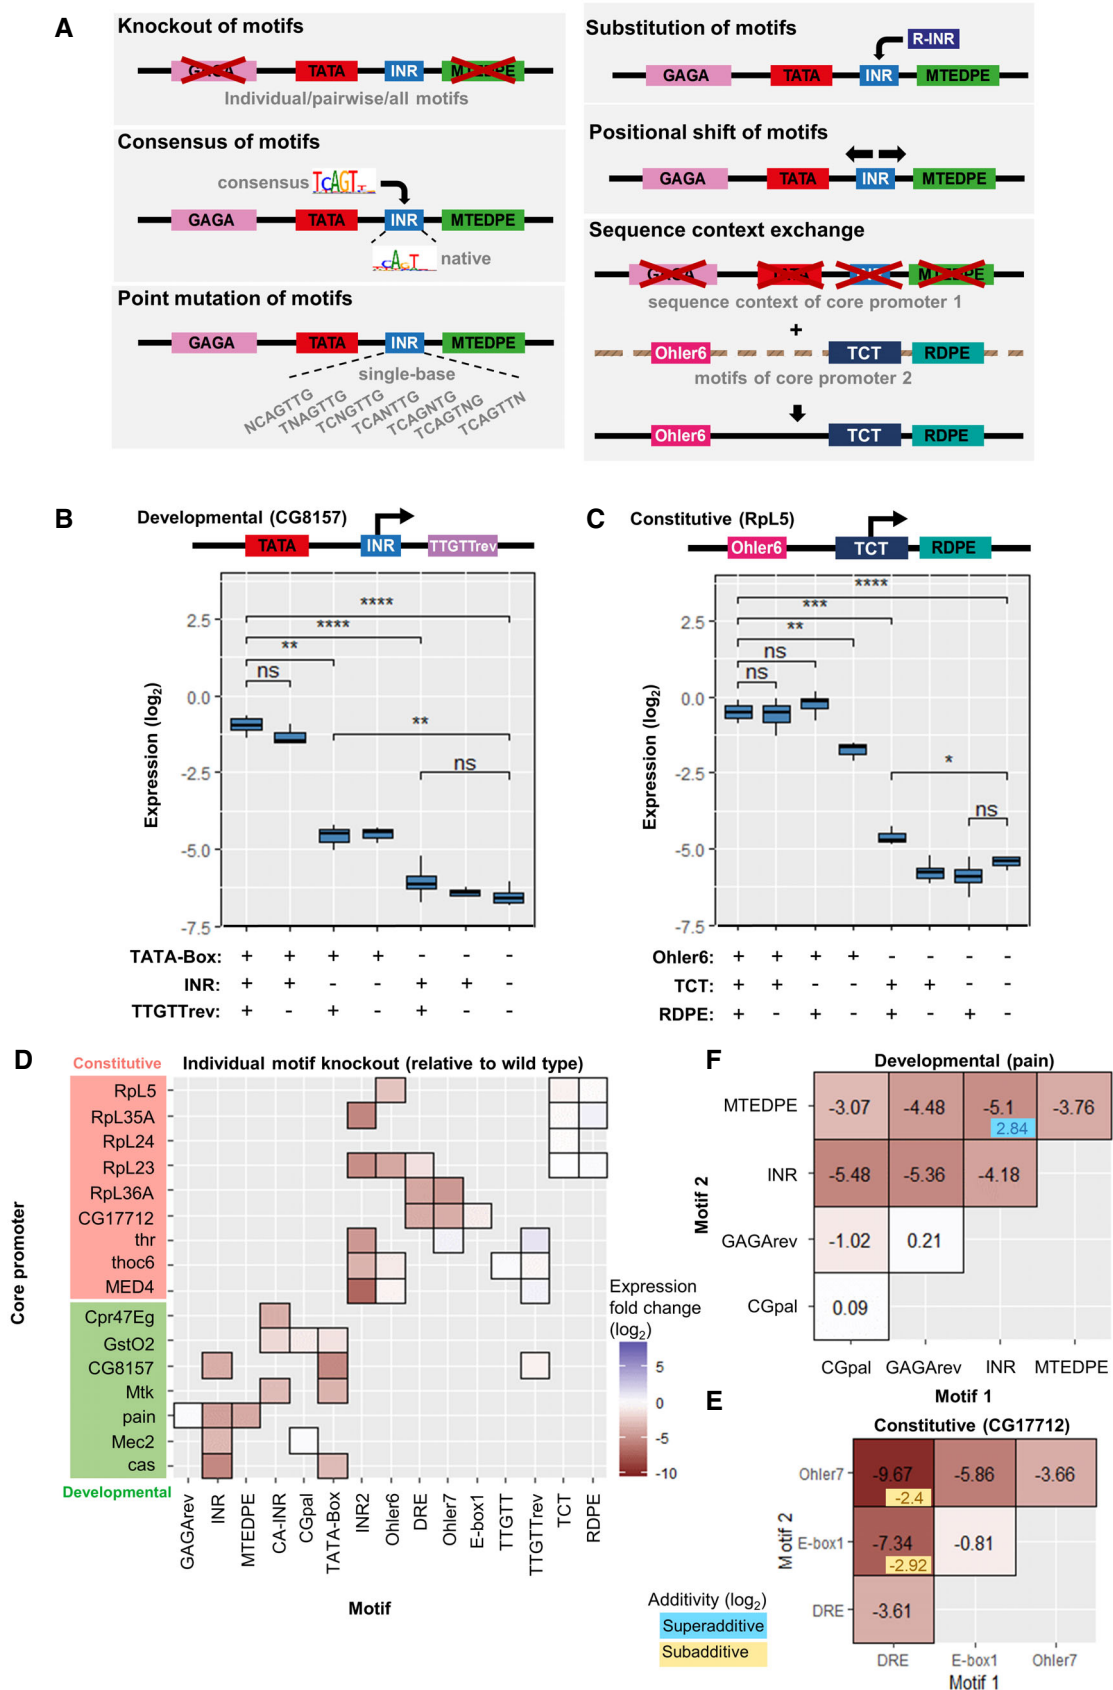 A
Knockout of motifs
GAGA TATA INR MTEDPE
Individual/pairwise/all motifs
Consensus of motifs
consensus TCAGT
GAGA TATA INR MTEDPE
CAGT native
Point mutation of motifs
GAGA TATA INR MTEDPE
single-base
NCAGTTG
TNAGTTG
TCNGTTG
TCANTTG
TCAGNTG
TCAGTNG
TCAGTTN
Substitution of motifs
R-INR
GAGA TATA INR MTEDPE
Positional shift of motifs
GAGA TATA INR MTEDPE
Sequence context exchange
GAGA TATA INR MTEDPE
sequence context of core promoter 1
+
Ohler6 TCT RDPE
motifs of core promoter 2
Ohler6 TCT RDPE
B
Developmental (CG8157)
TATA INR TTGTTrev
Expression (log2)
2.5
0.0
-2.5
-5.0
-7.5
****
****
**
ns
**
ns
TATA-Box: + + + + - - -
INR: + + - - + + -
TTGTTrev: + - + - + -
C
Constitutive (RpL5)
Ohler6 TCT RDPE
Expression (log2)
2.5
0.0
-2.5
-5.0
-7.5
****
***
**
ns
ns
*
ns
Ohler6: + + + + - - - -
TCT: + + - - + + - -
RDPE: + - + - + - + -
D
Constitutive
Individual motif knockout (relative to wild type)
Core promoter
RpL5
RpL35A
RpL24
RpL23
RpL36A
CG17712
thr
thoc6
MED4
Cpr47Eg
GstO2
CG8157
Mtk
pain
Mec2
cas
Developmental
GAGArev
INR
MTEDPE
CA-INR
CGpal
TATA-Box
INR2
Ohler6
DRE
Ohler7
E-box1
TTGTT
TTGTTrev
TCT
RDPE
Motif
Expression
fold change
(log2)
5
0
-5
-10
F
Developmental (pain)
Motif 2
MTEDPE -3.07 -4.48 -5.1 -3.76
2.84
INR -5.48 -5.36 -4.18
GAGArev -1.02 0.21
CGpal 0.09
CGpal GAGArev INR MTEDPE
Motif 1
E
Constitutive (CG17712)
Motif 2
Ohler7 -9.67 -5.86 -3.66
-2.4
E-box1 -7.34 -0.81
-2.92
DRE -3.61
DRE E-box1 Ohler7
Motif 1
Additivity (log2)
Superadditive
Subadditive